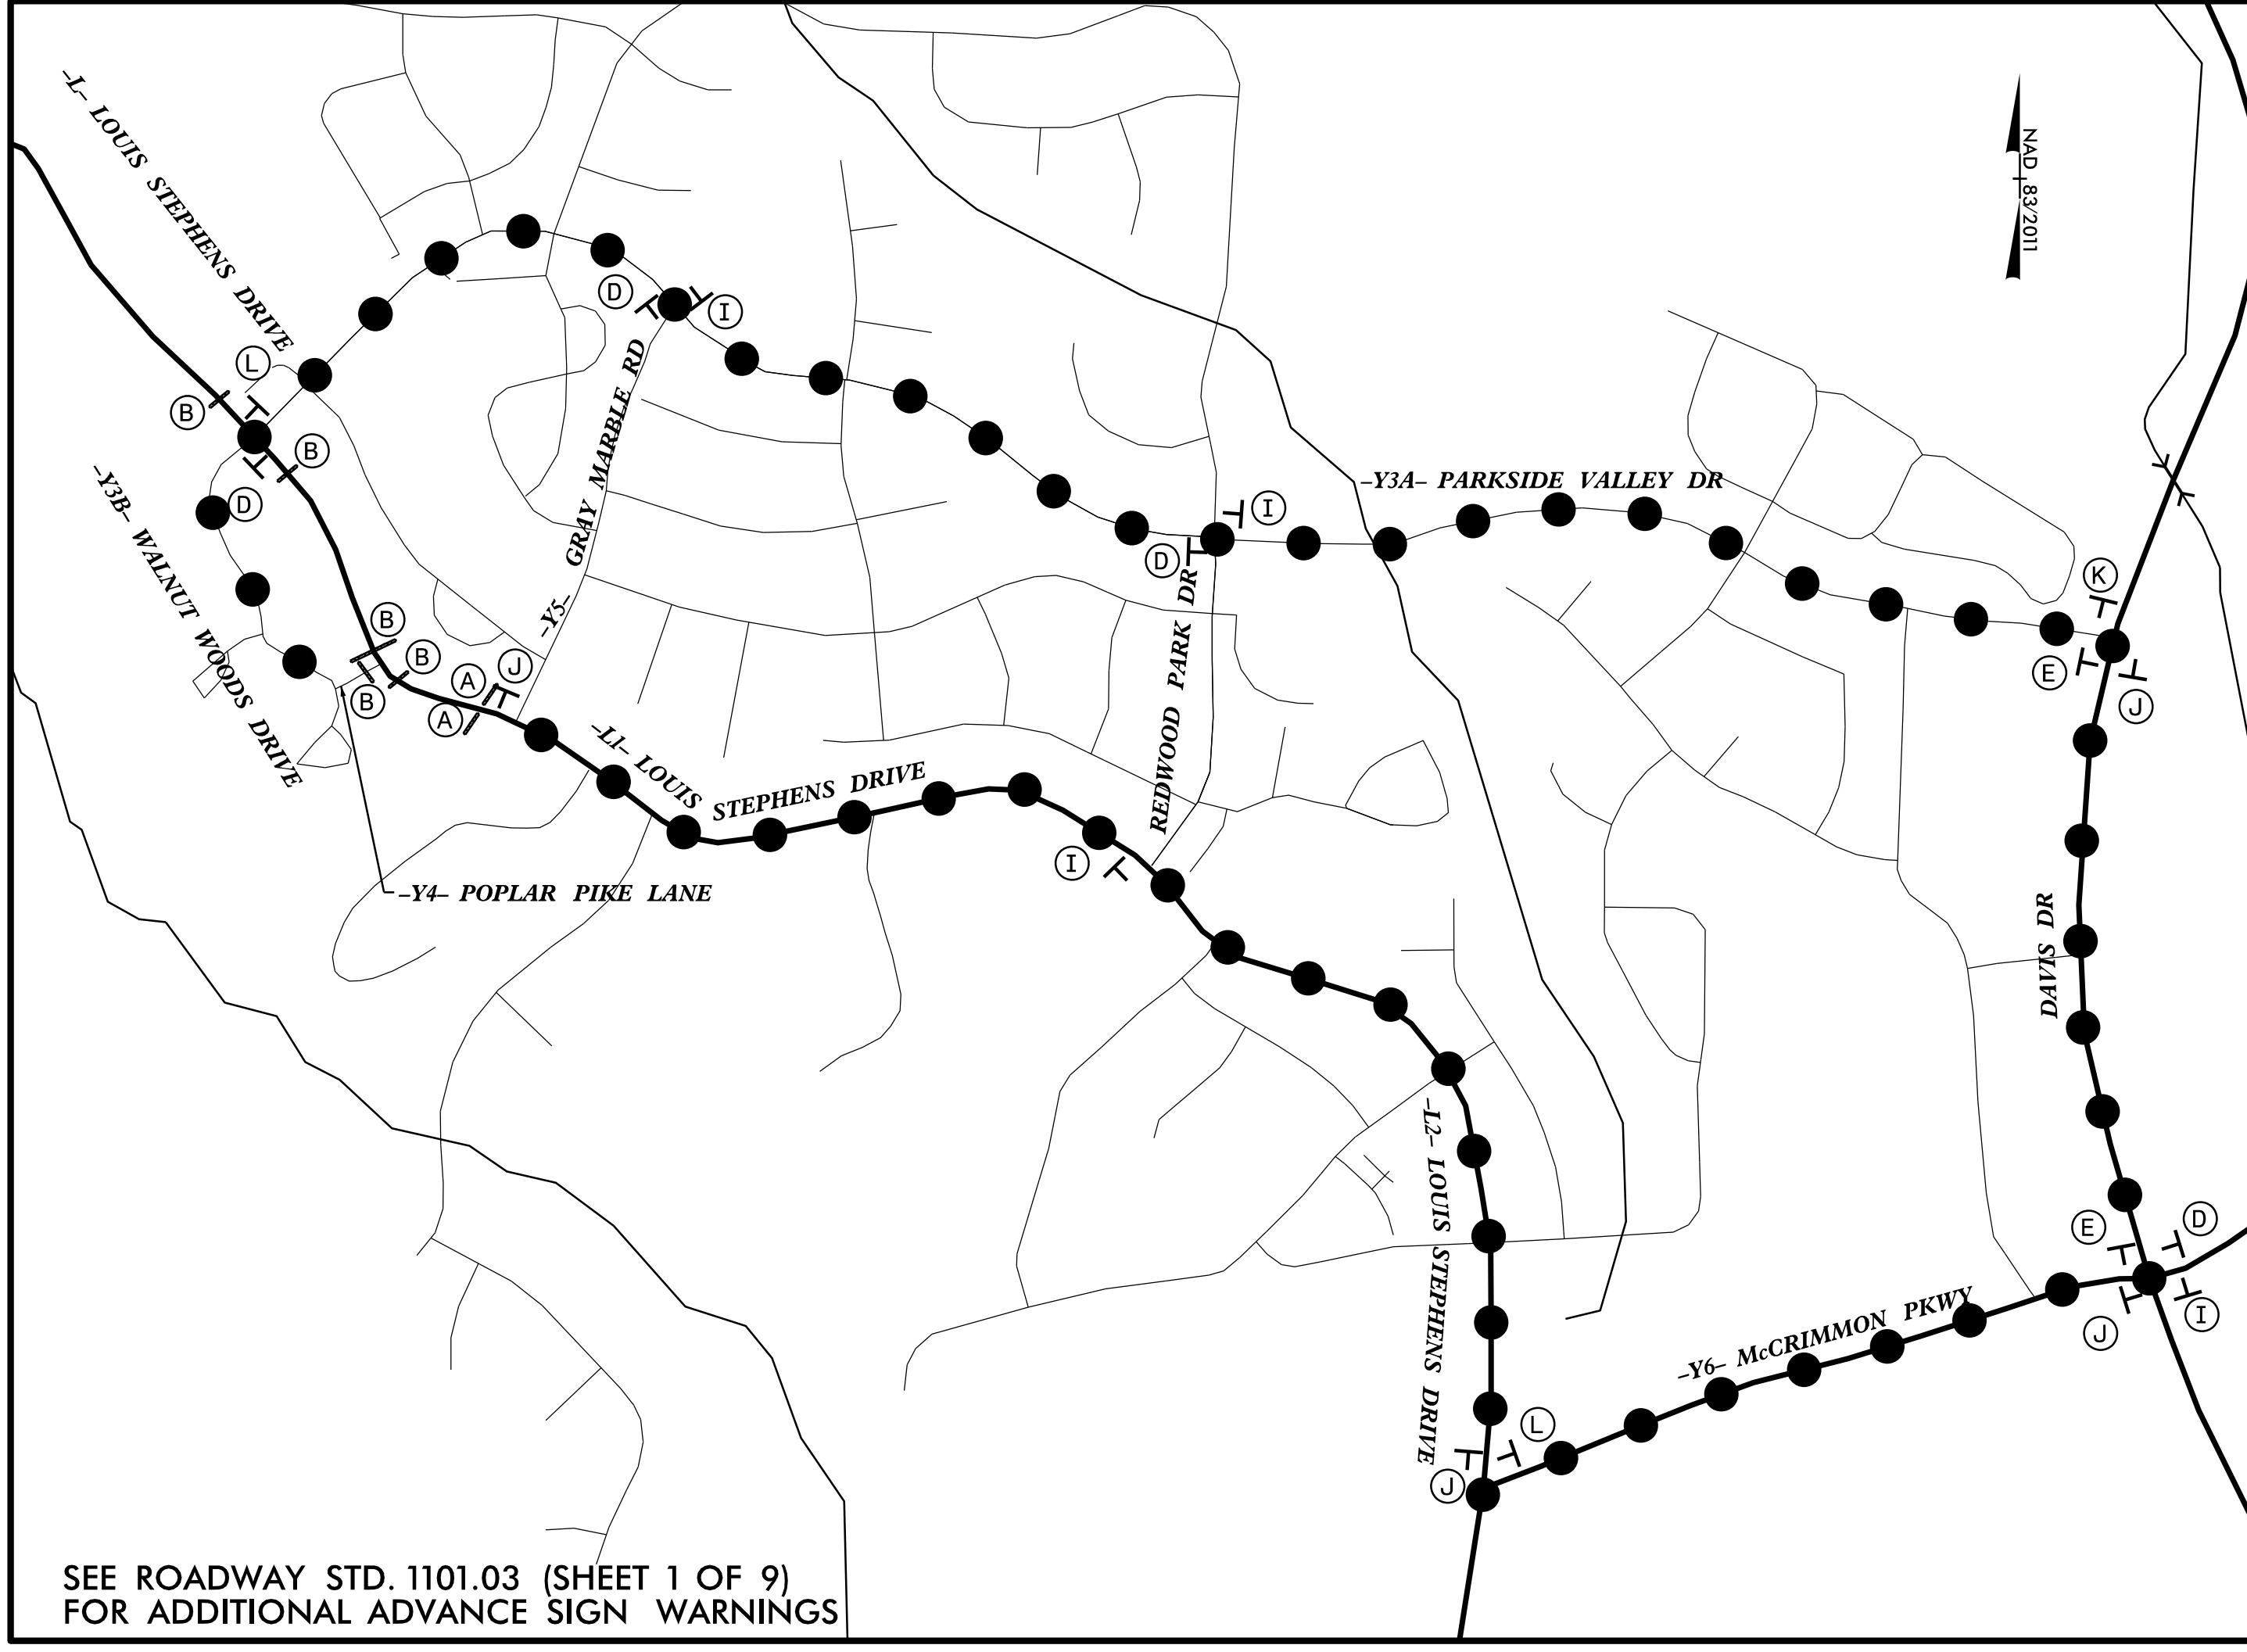 -L- LOUIS STEPHENS DRIVE
NAD 83/2011
D
I
L
B
B
D
-Y3B- WALNUT WOODS DRIVE
GRAY MARBLE RD
-Y5-
-Y3A- PARKSIDE VALLEY DR
I
D
REDWOOD PARK DR
K
E
J
B
B
B
A
A
J
-L1- LOUIS STEPHENS DRIVE
I
-Y4- POPLAR PIKE LANE
DAVIS DR
-L2- LOUIS STEPHENS DRIVE
E
D
J
I
-Y6- McCRIMMON PKWY
L
J
SEE ROADWAY STD. 1101.03 (SHEET 1 OF 9)
FOR ADDITIONAL ADVANCE SIGN WARNINGS